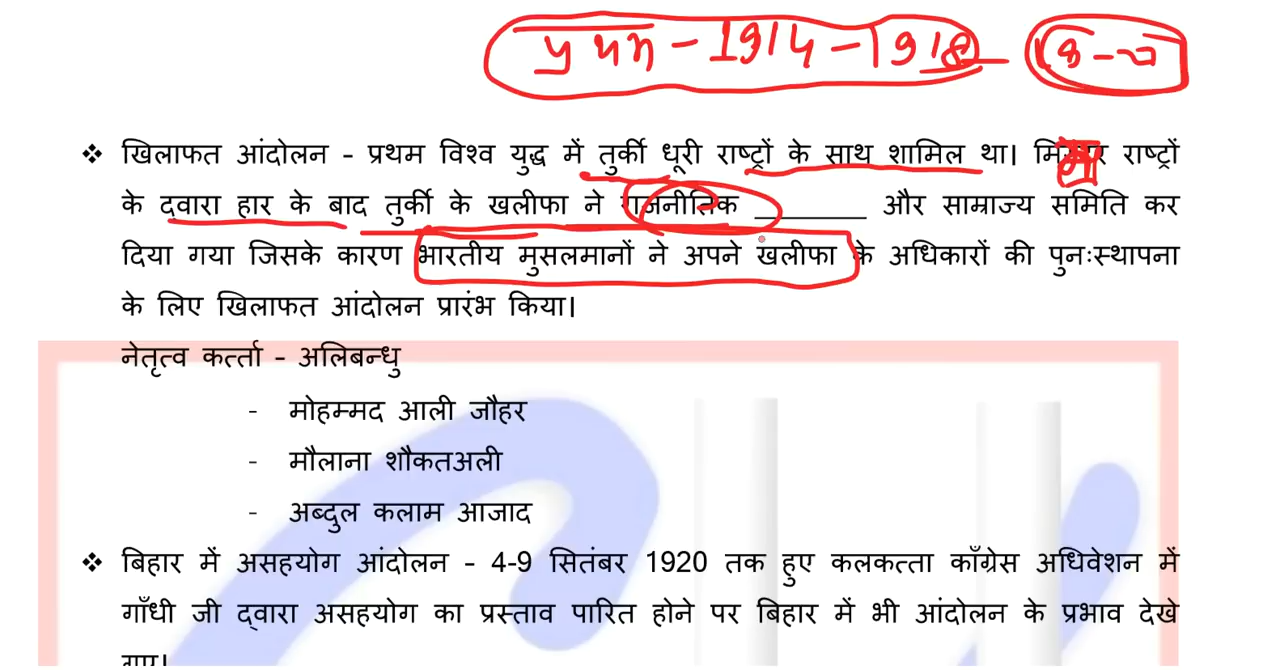 1914-1918
❖ खिलाफत आंदोलन - प्रथम विश्व युद्ध में तुर्की धूरी राष्ट्रों के साथ शामिल था। राष्ट्रों
के द्वारा हार के बाद तुर्की के खलीफा ने राजनीतिक ________ और साम्राज्य समिति कर
दिया गया जिसके कारण भारतीय मुसलमानों ने अपने खलीफा के अधिकारों की पुनःस्थापना
के लिए खिलाफत आंदोलन प्रारंभ किया।
नेतृत्व कर्त्ता - अलिबन्धु
- मोहम्मद आली जौहर
- मौलाना शौकतअली
- अब्दुल कलाम आजाद
❖ बिहार में असहयोग आंदोलन - 4-9 सितंबर 1920 तक हुए कलकत्ता काँग्रेस अधिवेशन में
गाँधी जी द्वारा असहयोग का प्रस्ताव पारित होने पर बिहार में भी आंदोलन के प्रभाव देखे
गए।